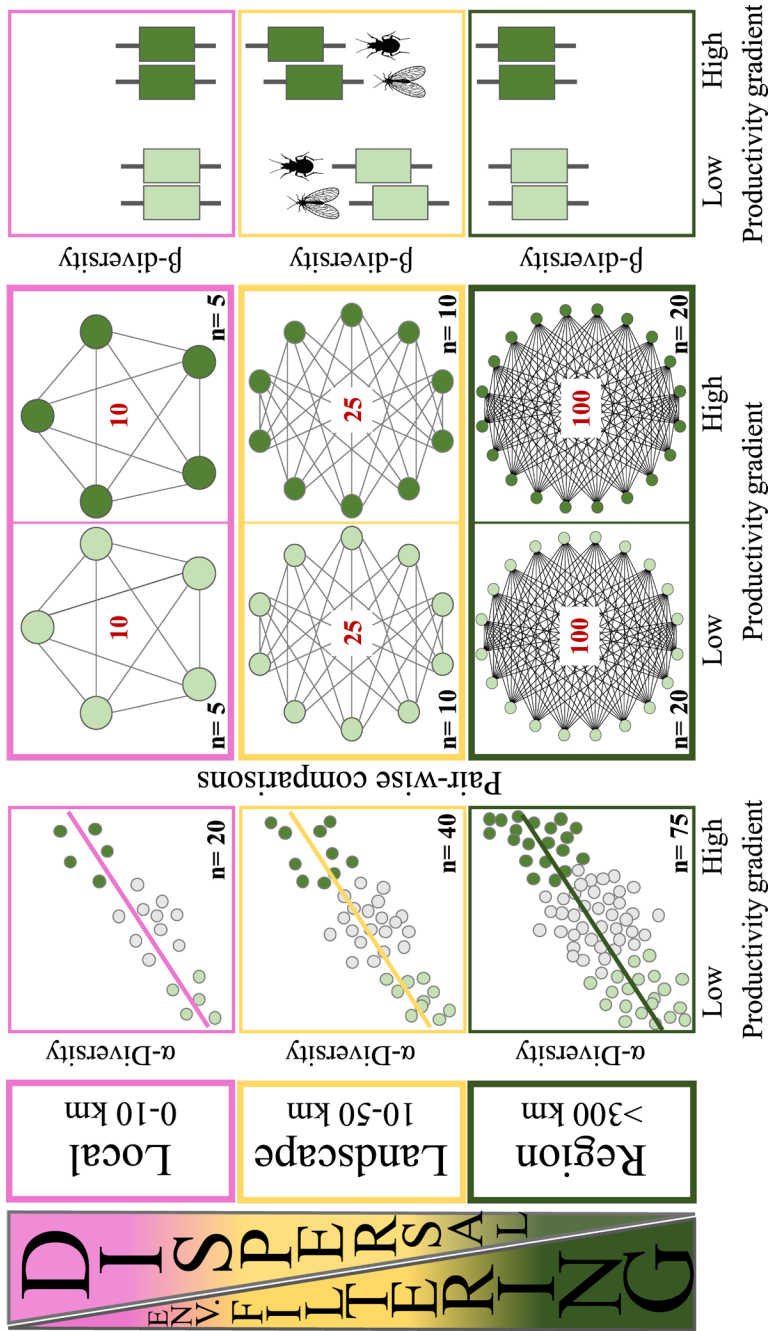 DISPERSAL
ENV. FILTERING
Local
0-10 km
Landscape
10-50 km
Region
>300 km
α-Diversity
n= 20
α-Diversity
n= 40
α-Diversity
n= 75
Low
High
Productivity gradient
Pair-wise comparisons
10
n= 5
10
n= 5
25
n= 10
25
n= 10
100
n= 20
100
n= 20
Low
High
Productivity gradient
β-diversity
β-diversity
β-diversity
Low
High
Productivity gradient